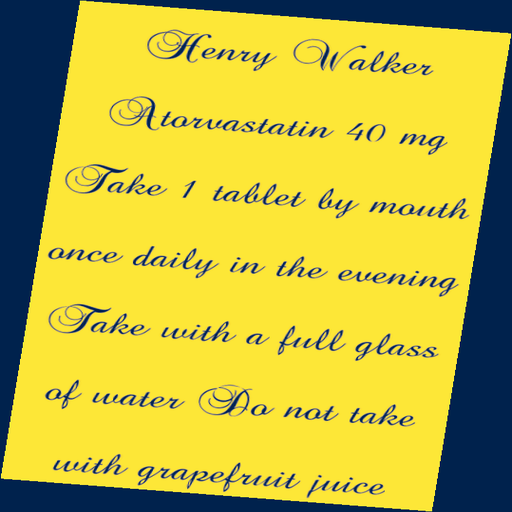 Henry Walker
Atorvastatin 40 mg
Take 1 tablet by mouth
once daily in the evening
Take with a full glass
of water Do not take
with grapefruit juice